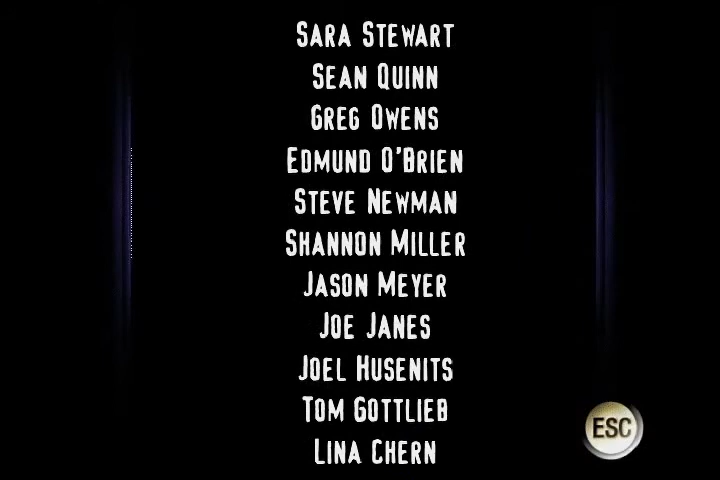 SARA STEWART
SEAN QUINN
GREG OWENS
EDMUND O'BRIEN
STEVE NEWMAN
SHANNON MILLER
JASON MEYER
JOE JANES
JOEL HUSENITS
TOM GOTTLIEB
LINA CHERN
ESC